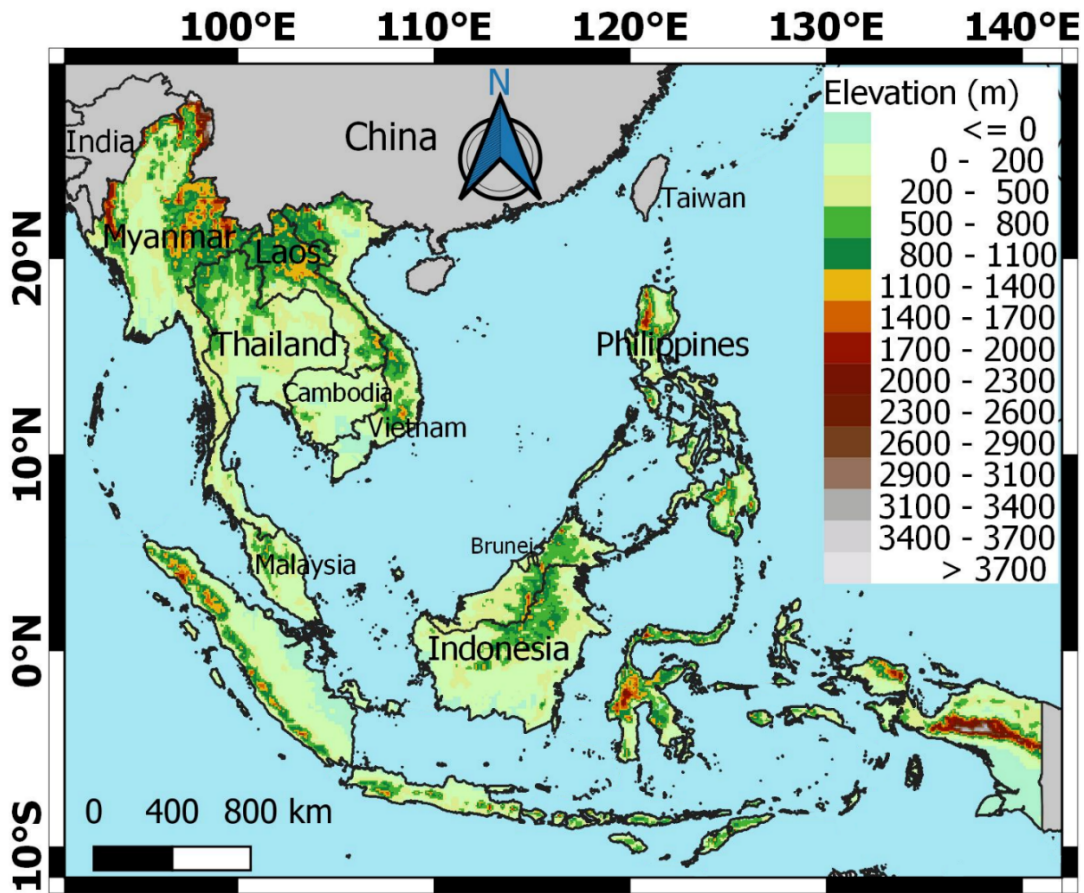 100°E 110°E 120°E 130°E 140°E
N
Elevation (m)
<= 0
0 - 200
200 - 500
500 - 800
800 - 1100
1100 - 1400
1400 - 1700
1700 - 2000
2000 - 2300
2300 - 2600
2600 - 2900
2900 - 3100
3100 - 3400
3400 - 3700
> 3700
India
China
Taiwan
Myanmar
Laos
Thailand
Philippines
Cambodia
Vietnam
Brunei
Malaysia
Indonesia
20°N
10°N
0°N
10°S
0 400 800 km